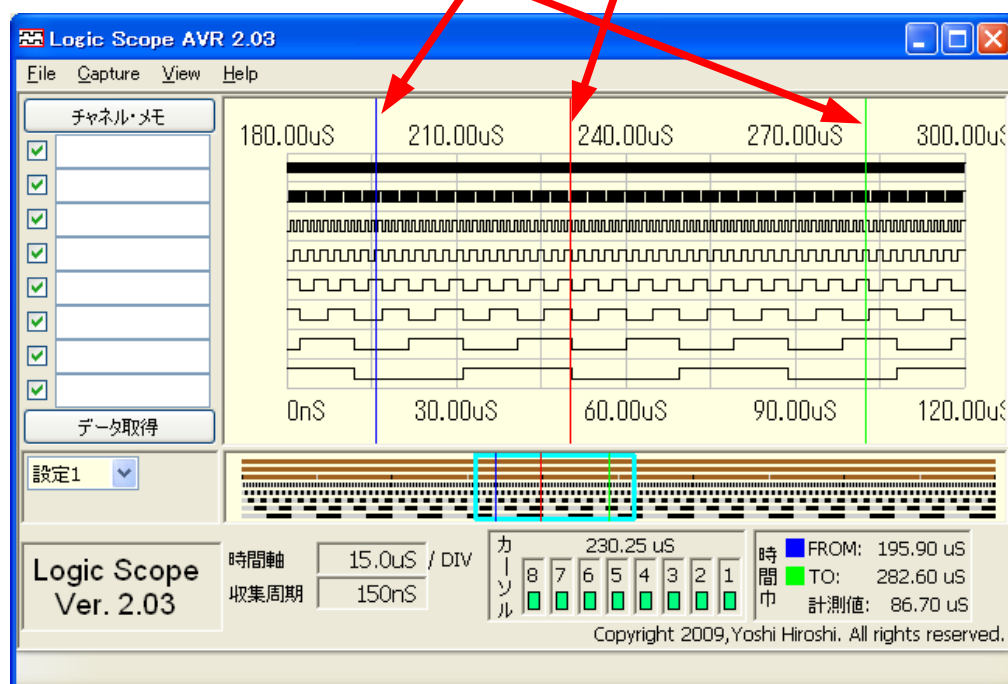 Logic Scope AVR 2.03
File Capture View Help
チャネル・メモ
180.00uS 210.00uS 240.00uS 270.00uS 300.00uS
0nS 30.00uS 60.00uS 90.00uS 120.00uS
データ取得
設定1
Logic Scope
Ver. 2.03
時間軸 15.0uS / DIV
収集周期 150nS
カーソル
230.25 uS
8 7 6 5 4 3 2 1
時間巾
FROM: 195.90 uS
TO: 282.60 uS
計測値: 86.70 uS
Copyright 2009,Yoshi Hiroshi. All rights reserved.